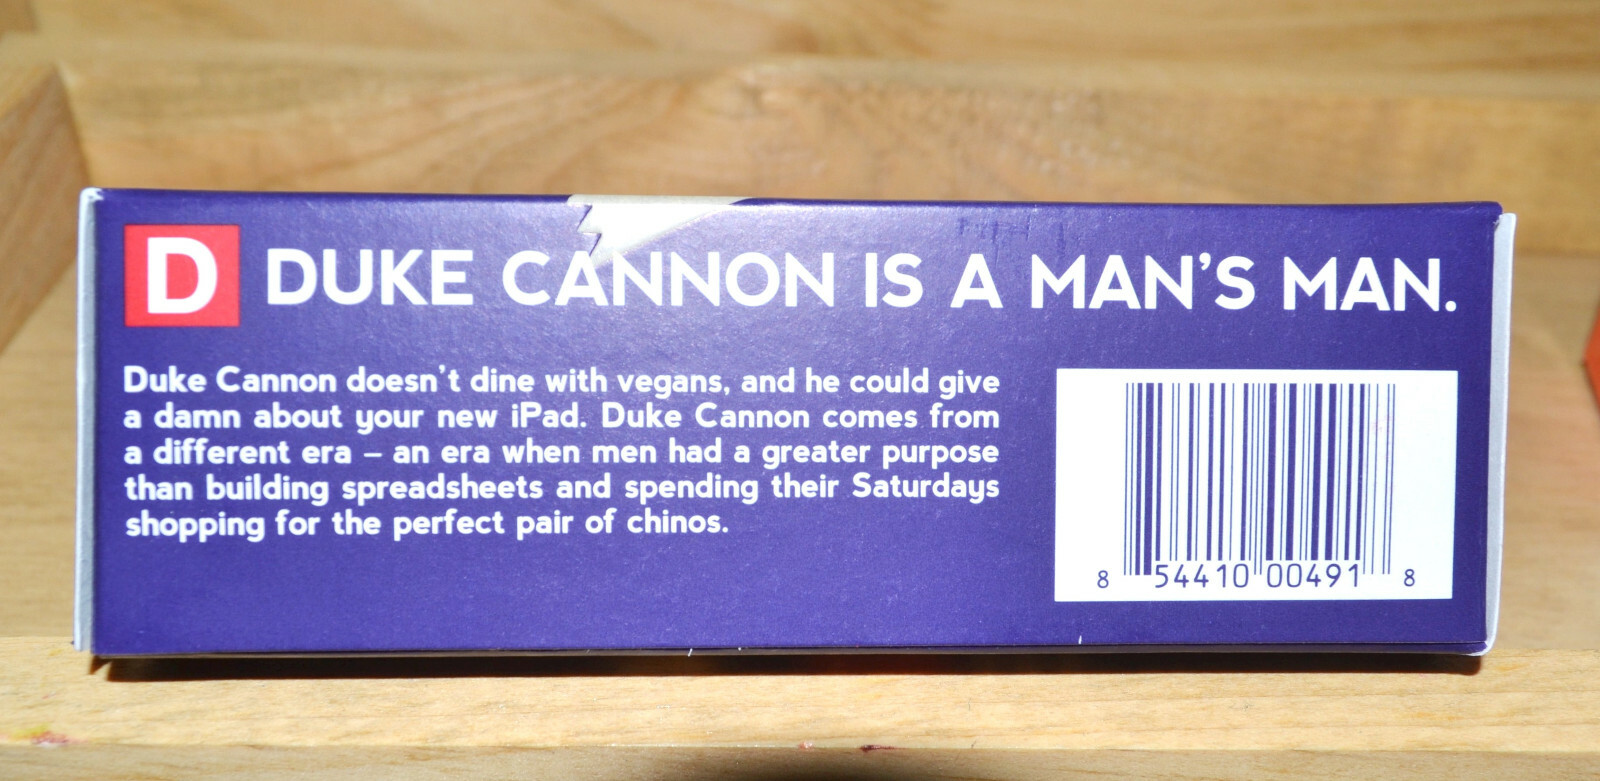 D DUKE CANNON IS A MAN'S MAN.
Duke Cannon doesn't dine with vegans, and he could give
a damn about your new iPad. Duke Cannon comes from
a different era – an era when men had a greater purpose
than building spreadsheets and spending their Saturdays
shopping for the perfect pair of chinos.
8 54410 00491 8